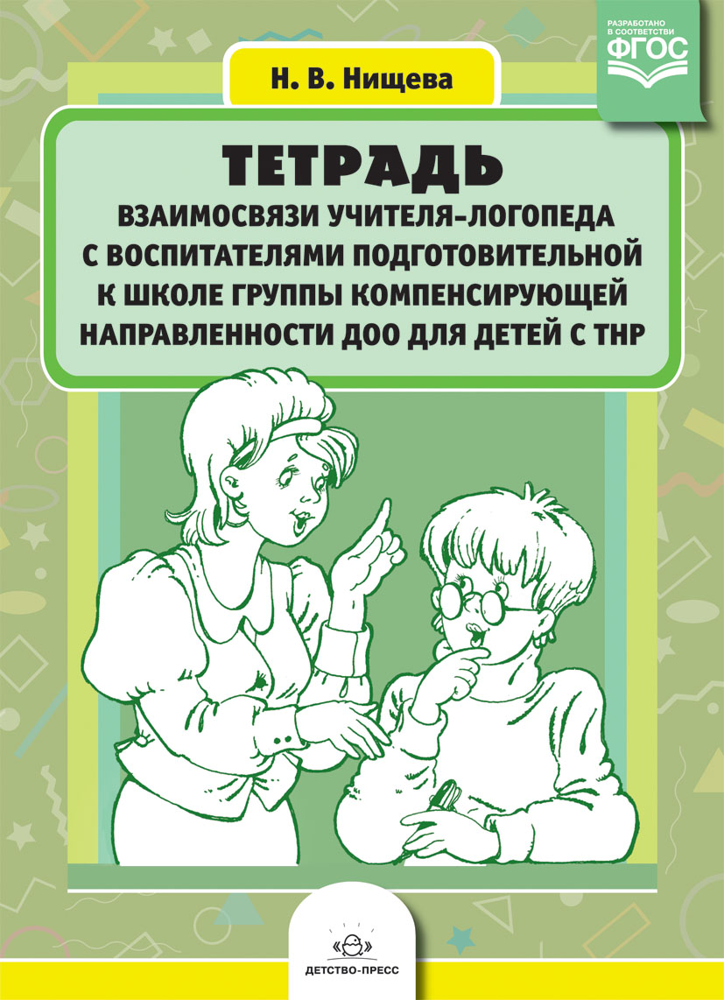 РАЗРАБОТАНО
В СООТВЕТСТВИ
ФГОС
Н. В. Нищева
ТЕТРАДЬ
ВЗАИМОСВЯЗИ УЧИТЕЛЯ-ЛОГОПЕДА
С ВОСПИТАТЕЛЯМИ ПОДГОТОВИТЕЛЬНОЙ
К ШКОЛЕ ГРУППЫ КОМПЕНСИРУЮЩЕЙ
НАПРАВЛЕННОСТИ ДОО ДЛЯ ДЕТЕЙ С ТНР
ДЕТСТВО-ПРЕСС